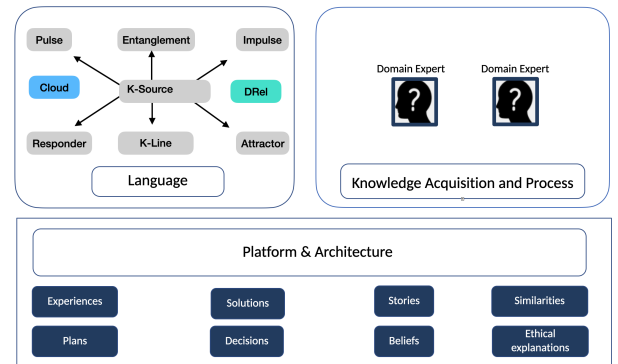 Pulse
Entanglement
Impulse
Cloud
K-Source
DRel
Responder
K-Line
Attractor
Language
Domain Expert
Domain Expert
?
?
Knowledge Acquisition and Process
Platform & Architecture
Experiences
Solutions
Stories
Similarities
Plans
Decisions
Beliefs
Ethical
explanations